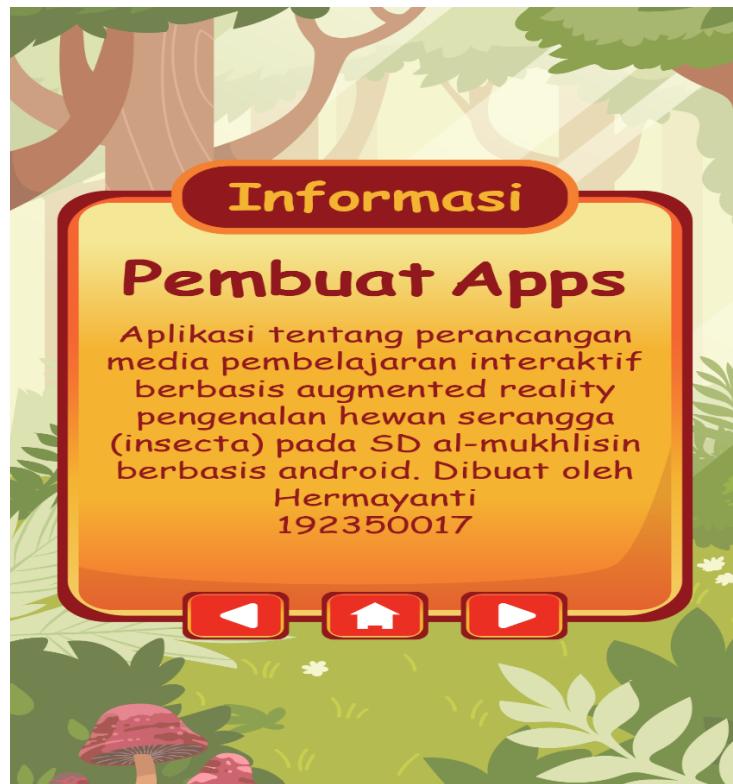 Informasi
Pembuat Apps
Aplikasi tentang perancangan
media pembelajaran interaktif
berbasis augmented reality
pengenalan hewan serangga
(insecta) pada SD al-mukhlisin
berbasis android. Dibuat oleh
Hermayanti
192350017